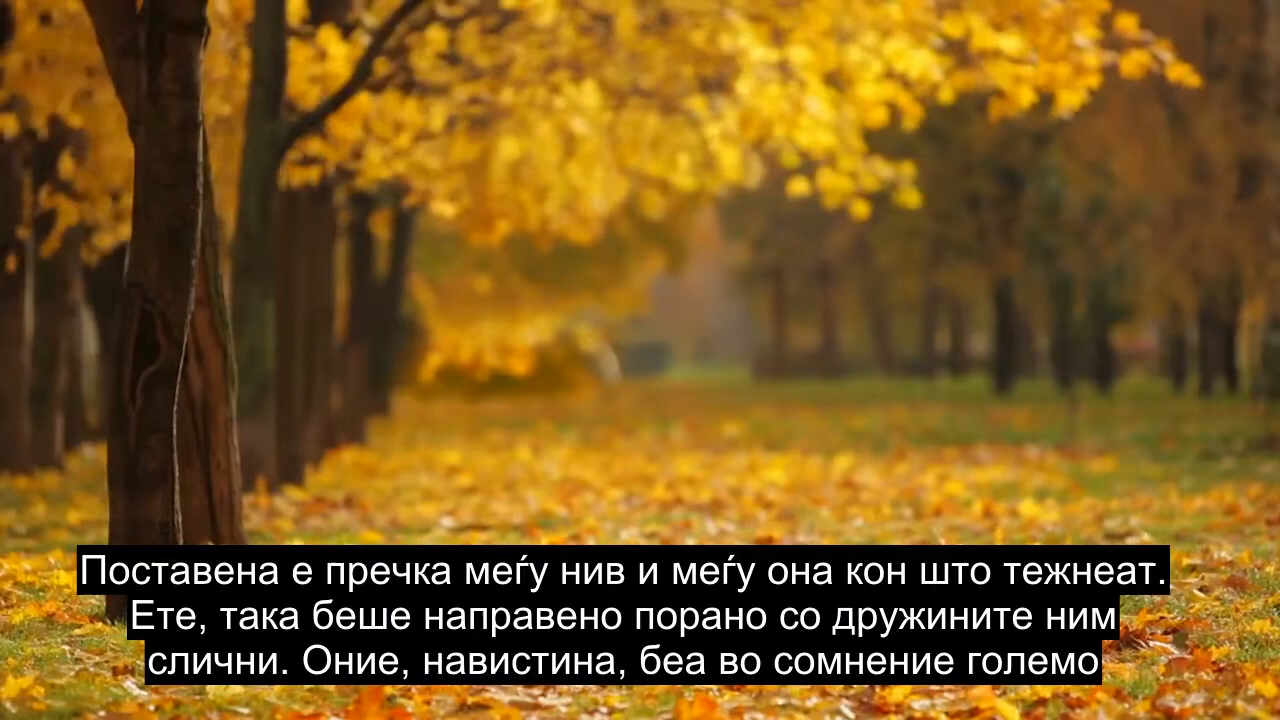 Поставена е пречка меѓу нив и меѓу она кон што тежнеат.
Ете, така беше направено порано со дружините ним
слични. Оние, навистина, беа во сомнение големо